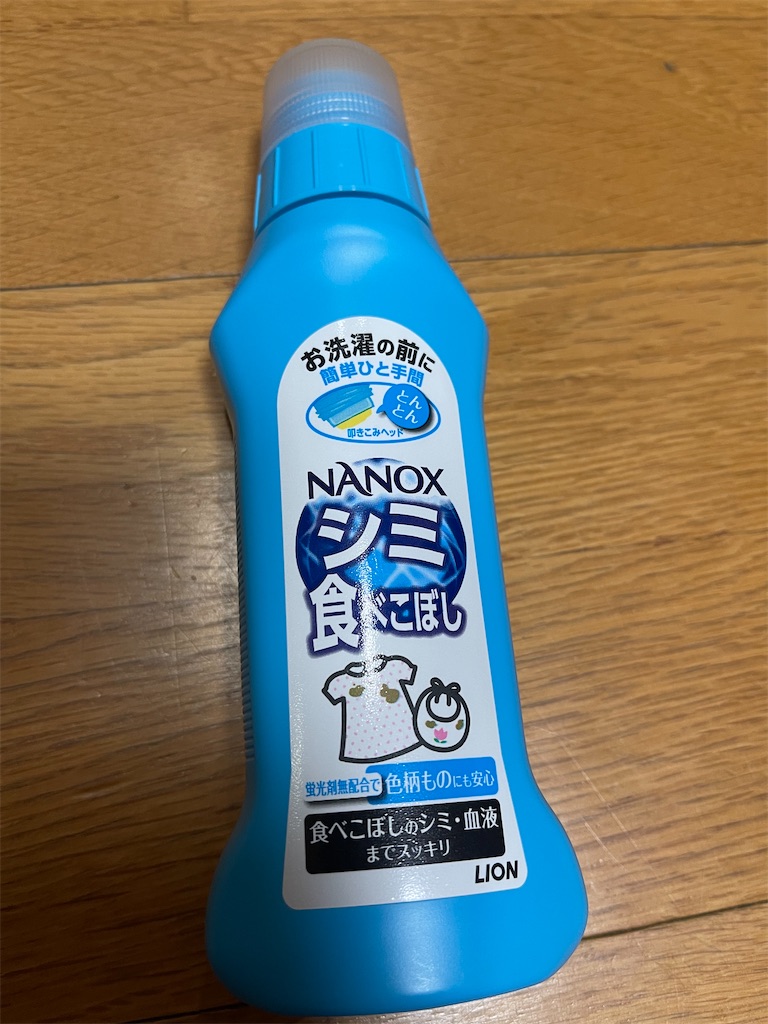 お洗濯の前に
簡単ひと手間
とん
とん
叩きこみヘッド
NANOX
シミ
食べこぼし
蛍光剤無配合で色柄ものにも安心
食べこぼしのシミ・血液
までスッキリ
LION